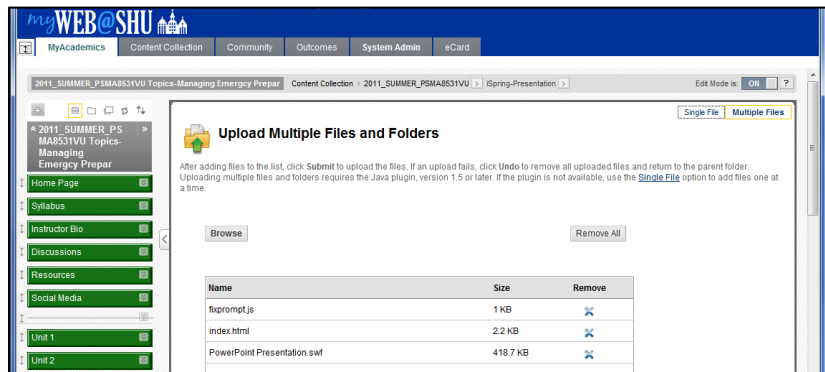 myWEB@SHU
MyAcademics Content Collection Community Outcomes System Admin eCard
2011_SUMMER_PSMA8531VU Topics-Managing Emergcy Prepar Content Collection > 2011_SUMMER_PSMA8531VU > iSpring-Presentation > Edit Mode is: ON ?
Single File Multiple Files
2011_SUMMER_PS
MA8531VU Topics-
Managing
Emergcy Prepar
Home Page
Syllabus
Instructor Bio
Discussions
Resources
Social Media
Unit 1
Unit 2
Upload Multiple Files and Folders
After adding files to the list, click Submit to upload the files. If an upload fails, click Undo to remove all uploaded files and return to the parent folder.
Uploading multiple files and folders requires the Java plugin, version 1.5 or later. If the plugin is not available, use the Single File option to add files one at
a time.
Browse Remove All
Name Size Remove
fixprompt.js 1 KB
index.html 2.2 KB
PowerPoint Presentation.swf 418.7 KB